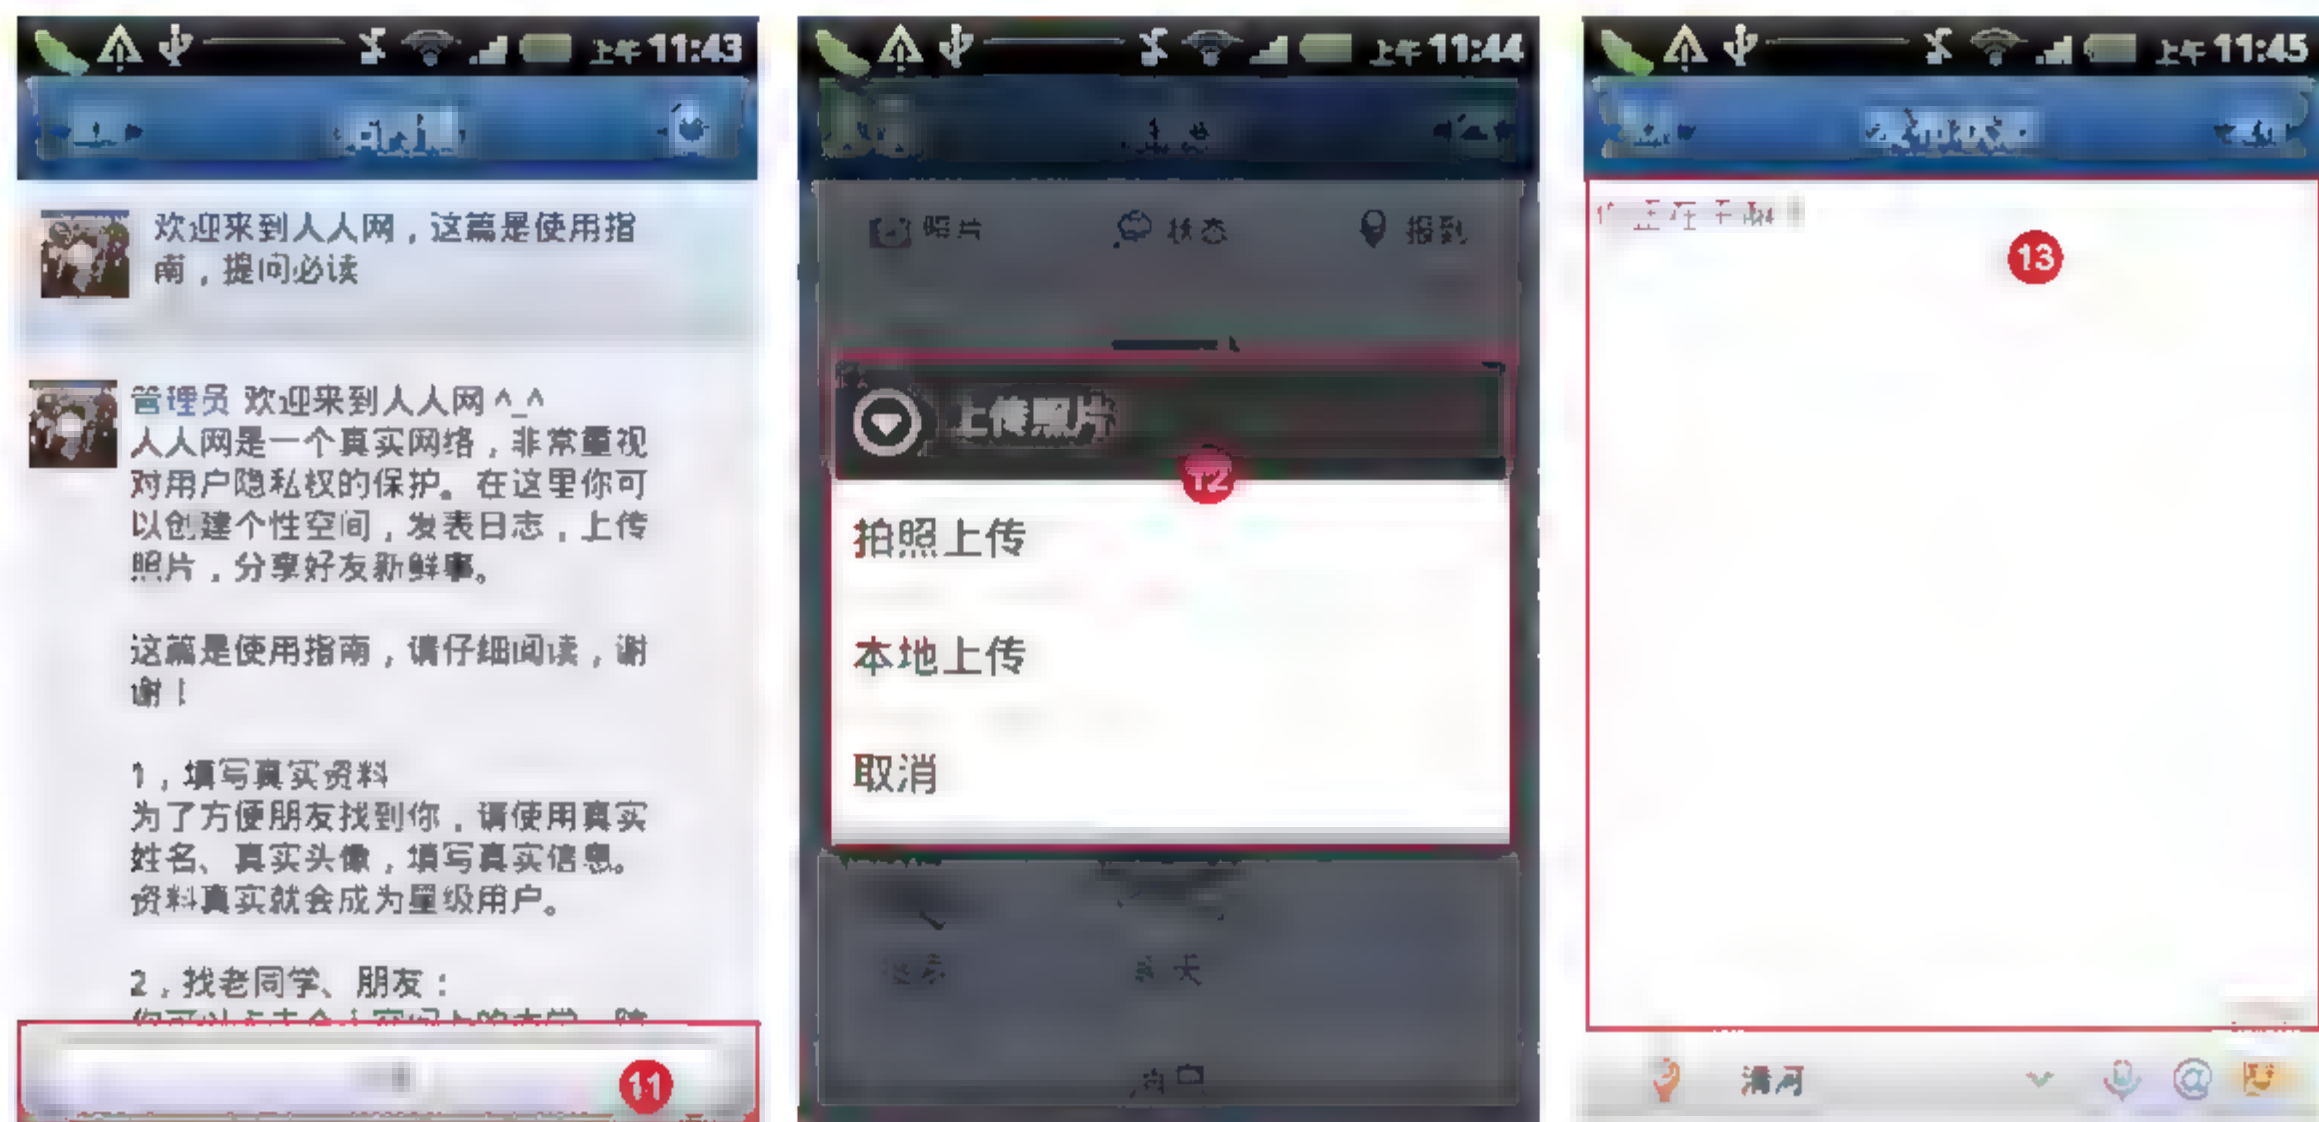 上午11:43
欢迎来到人人网，这篇是使用指
南，提问必读
管理员 欢迎来到人人网^_^
人人网是一个真实网络，非常重视
对用户隐私权的保护。在这里你可
以创建个性空间，发表日志，上传
照片，分享好友新鲜事。
这篇是使用指南，请仔细阅读，谢
谢！
1，填写真实资料
为了方便朋友找到你，请使用真实
姓名、真实头像，填写真实信息。
资料真实就会成为星级用户。
2，找老同学、朋友：
11
上午11:44
照片 状态 报到
上传照片
12
拍照上传
本地上传
取消
上午11:45
13
清河
@